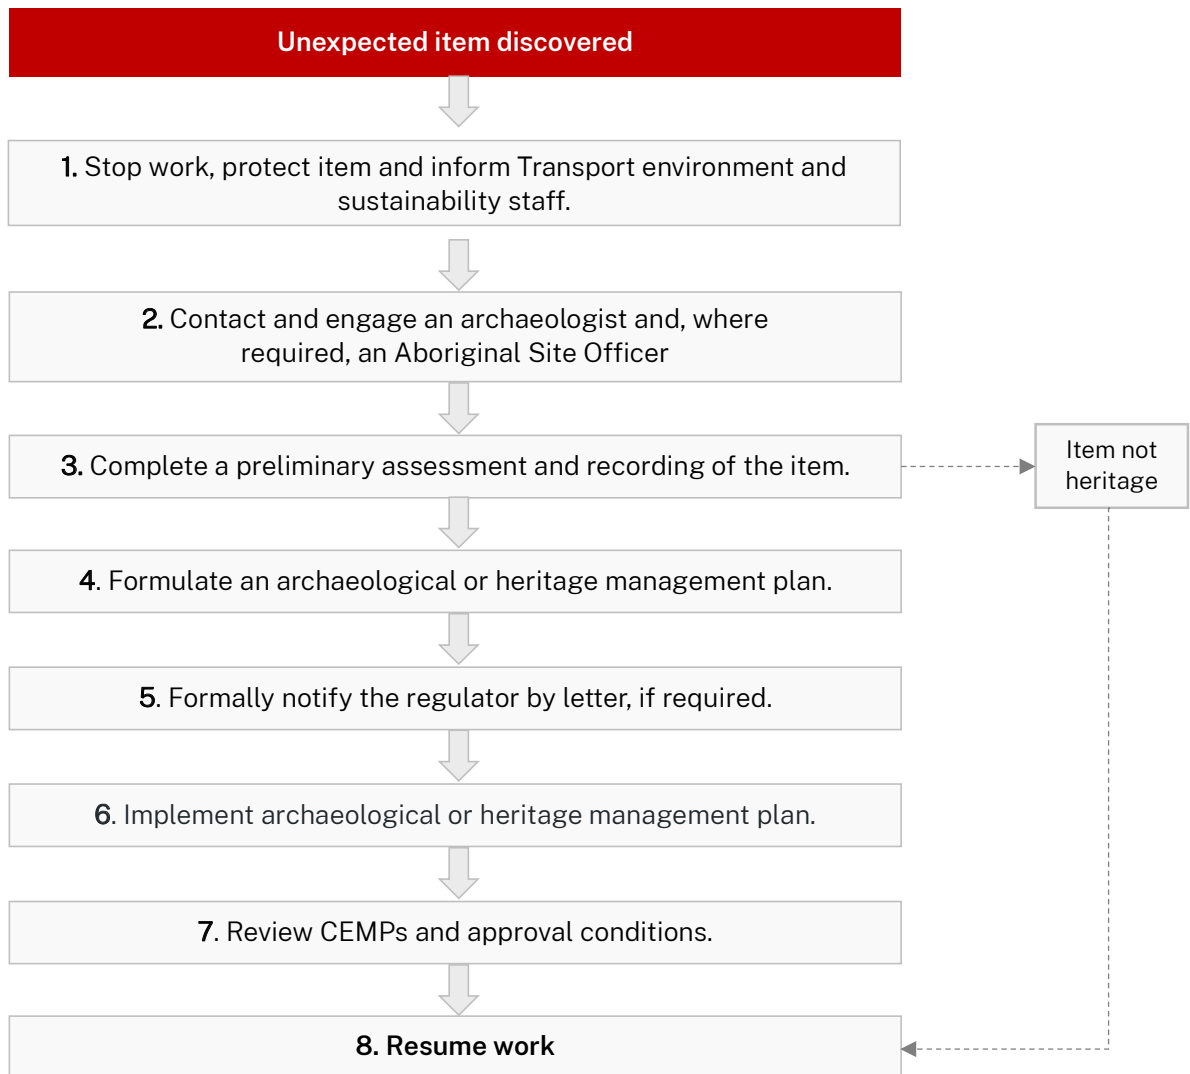 Unexpected item discovered
1. Stop work, protect item and inform Transport environment and
sustainability staff.
2. Contact and engage an archaeologist and, where
required, an Aboriginal Site Officer
3. Complete a preliminary assessment and recording of the item.
Item not
heritage
4. Formulate an archaeological or heritage management plan.
5. Formally notify the regulator by letter, if required.
6. Implement archaeological or heritage management plan.
7. Review CEMPs and approval conditions.
8. Resume work